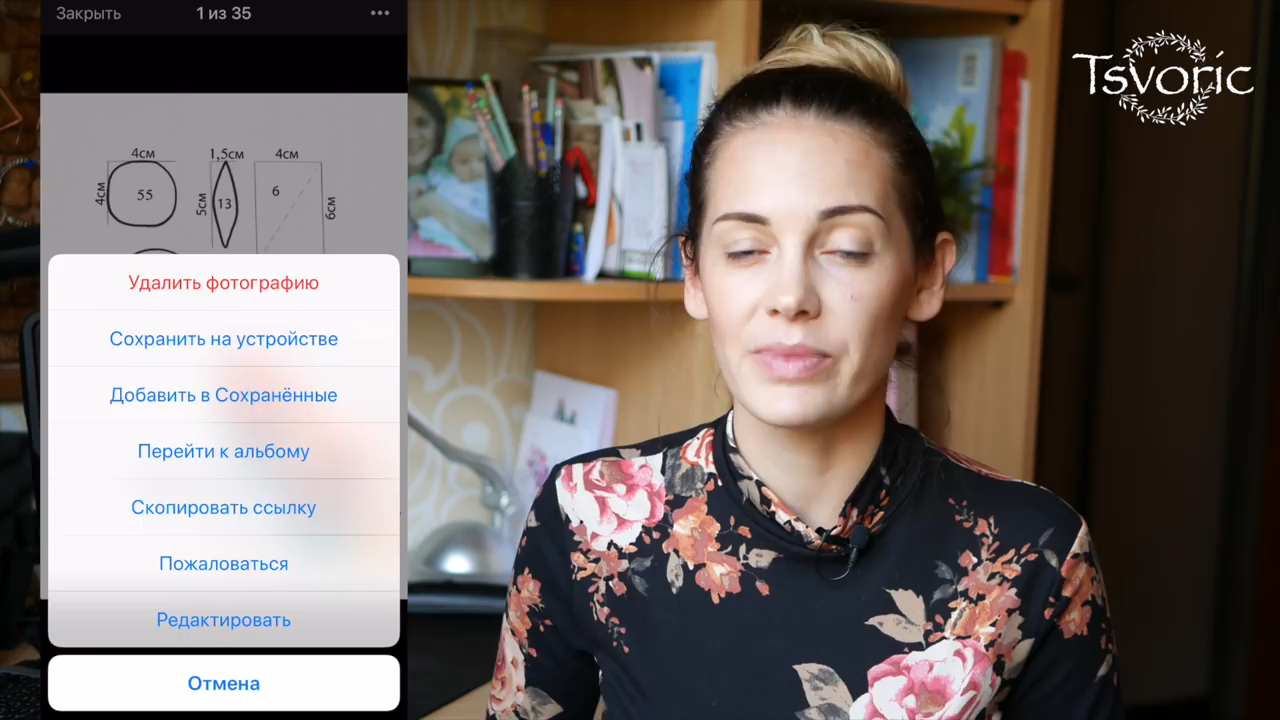 Закрыть
1 из 35
Tsvoric
4см
1,5см
4см
4см
55
5см
13
6
6см
Удалить фотографию
Сохранить на устройстве
Добавить в Сохранённые
Перейти к альбому
Скопировать ссылку
Пожаловаться
Редактировать
Отмена